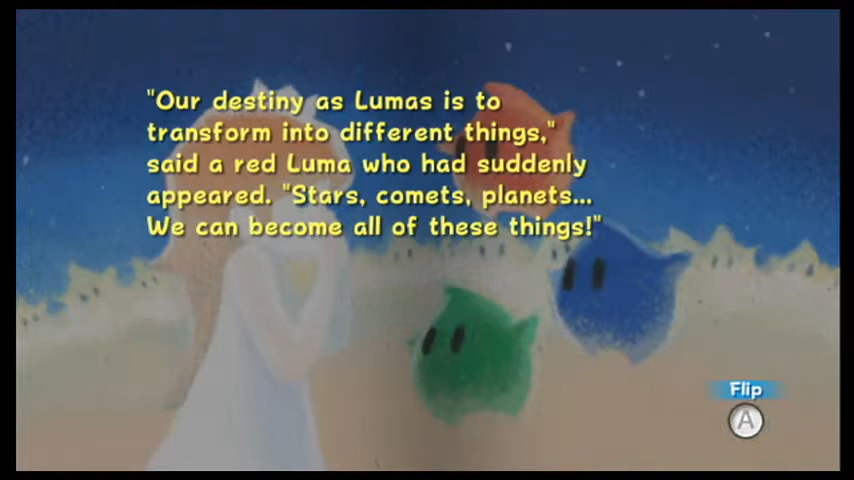 "Our destiny as Lumas is to
transform into different things,"
said a red Luma who had suddenly
appeared. "Stars, comets, planets...
We can become all of these things!"
Flip
A